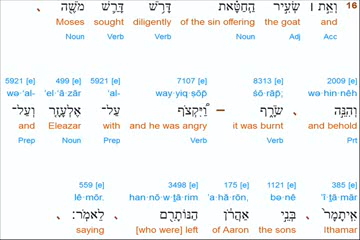 16 וְאֵ֣ת ׀ שְׂעִ֣יר הַֽחַטָּ֗את דָּרֹ֥שׁ דָּרַ֛שׁ מֹשֶׁ֖ה ،
Moses sought diligently of the sin offering the goat and
Noun Verb Verb Noun Adj Acc
5921 [e] 499 [e] 5921 [e] 7107 [e] 8313 [e] 2009 [e]
wə·'al- 'el·'ā·zār 'al- way·yiq·ṣōp̄ śō·rāp̄; wə·hin·nêh
וְהִנֵּ֣ה ، שֹׂרָ֑ף – וַ֠יִּקְצֹף עַל־ אֶלְעָזָ֤ר וְעַל־
and Eleazar with and he was angry it was burnt and behold
Prep Noun Prep Verb Verb Prt
559 [e] 3498 [e] 175 [e] 1121 [e] 385 [e]
lê·mōr. han·nō·w·ṯā·rim 'a·hă·rōn, bə·nê 'î·ṯā·mār
אִֽיתָמָר֙ ، בְּנֵ֣י אַהֲרֹ֔ן הַנּוֹתָרִ֖ם ، לֵאמֹֽר׃ ،
saying [who were] left of Aaron the sons Ithamar